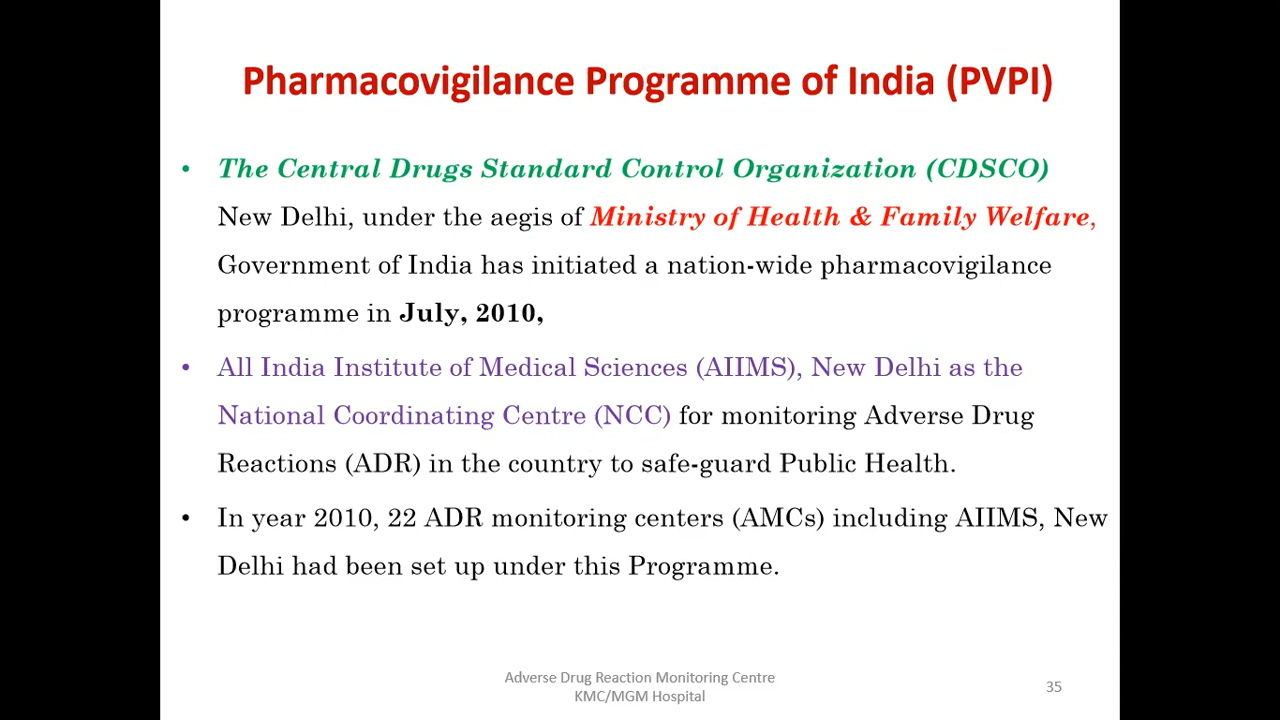 Pharmacovigilance Programme of India (PVPI)
• The Central Drugs Standard Control Organization (CDSCO)
New Delhi, under the aegis of Ministry of Health & Family Welfare,
Government of India has initiated a nation-wide pharmacovigilance
programme in July, 2010,
• All India Institute of Medical Sciences (AIIMS), New Delhi as the
National Coordinating Centre (NCC) for monitoring Adverse Drug
Reactions (ADR) in the country to safe-guard Public Health.
• In year 2010, 22 ADR monitoring centers (AMCs) including AIIMS, New
Delhi had been set up under this Programme.
Adverse Drug Reaction Monitoring Centre
KMC/MGM Hospital
35